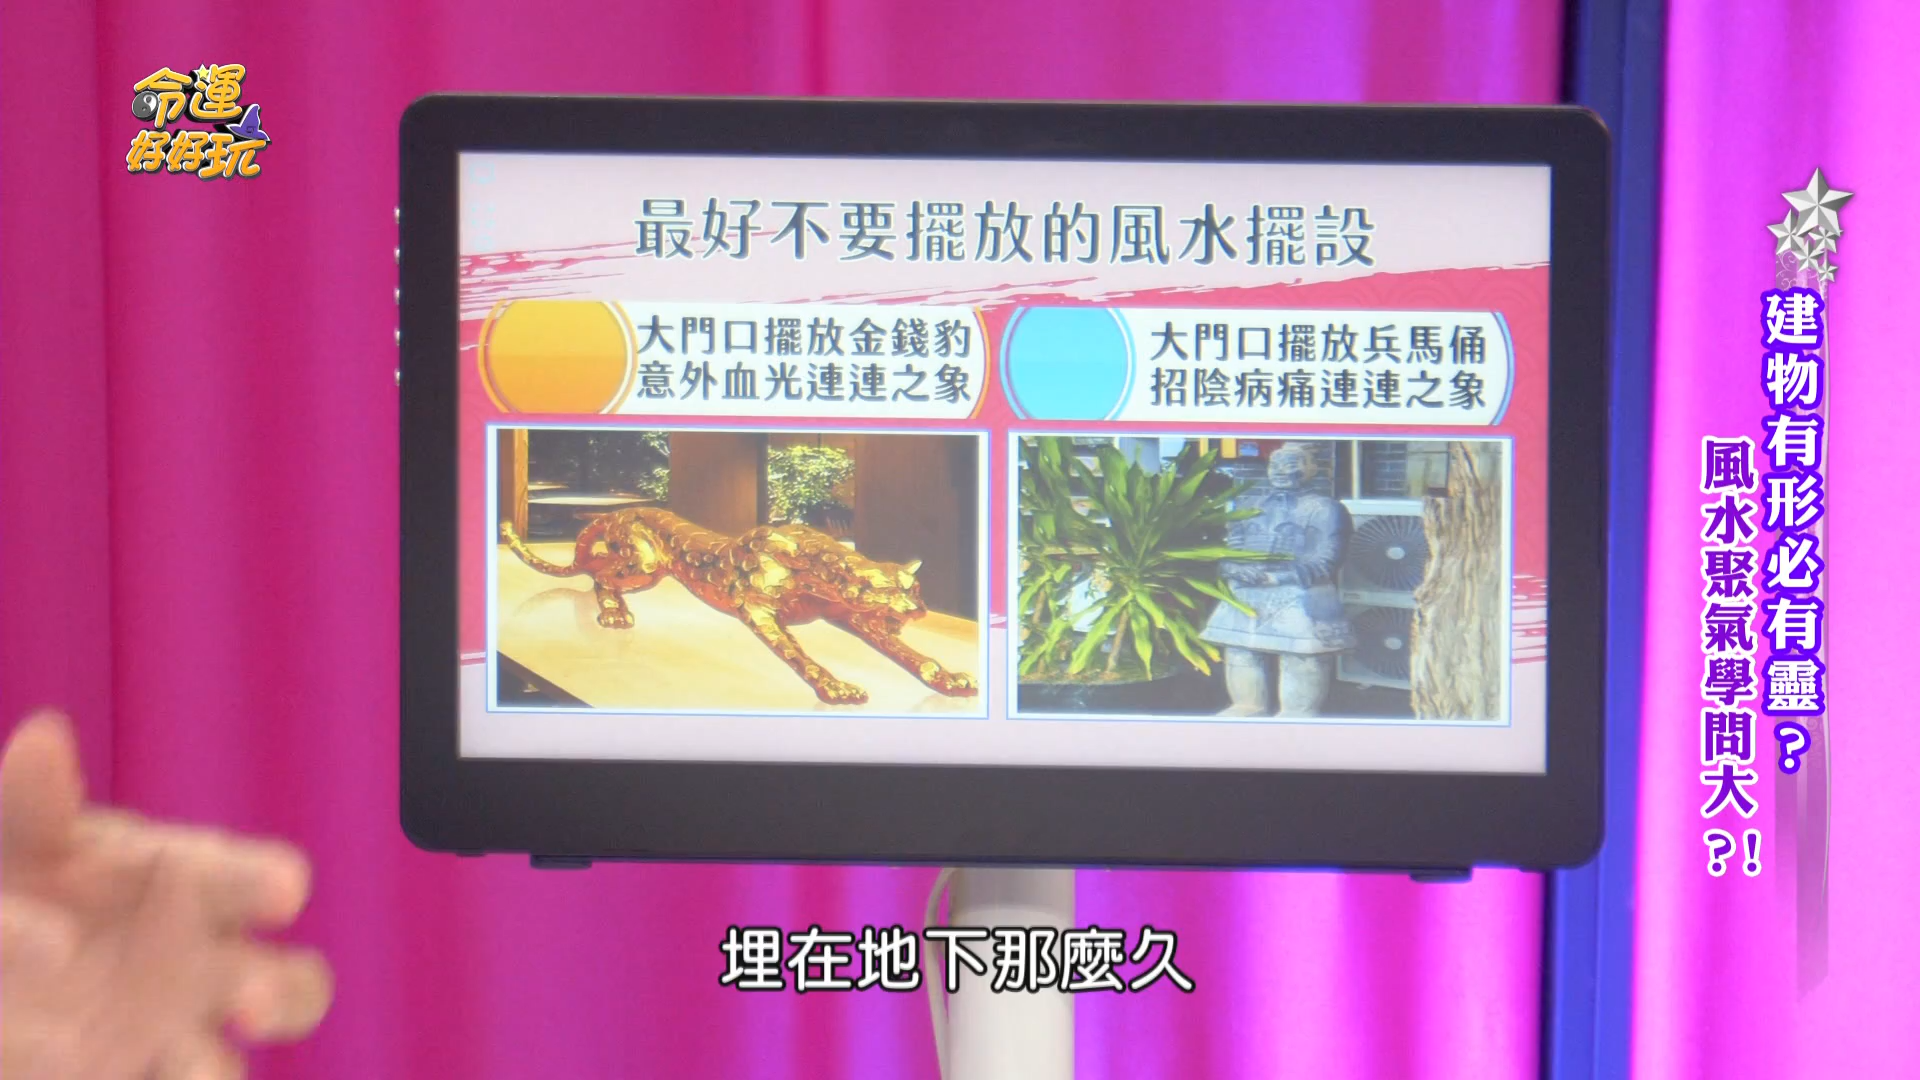 命運
好好玩
最好不要擺放的風水擺設
大門口擺放金錢豹
意外血光連連之象
大門口擺放兵馬俑
招陰病痛連連之象
建物有形必有靈?
風水聚氣學問大?!
埋在地下那麼久